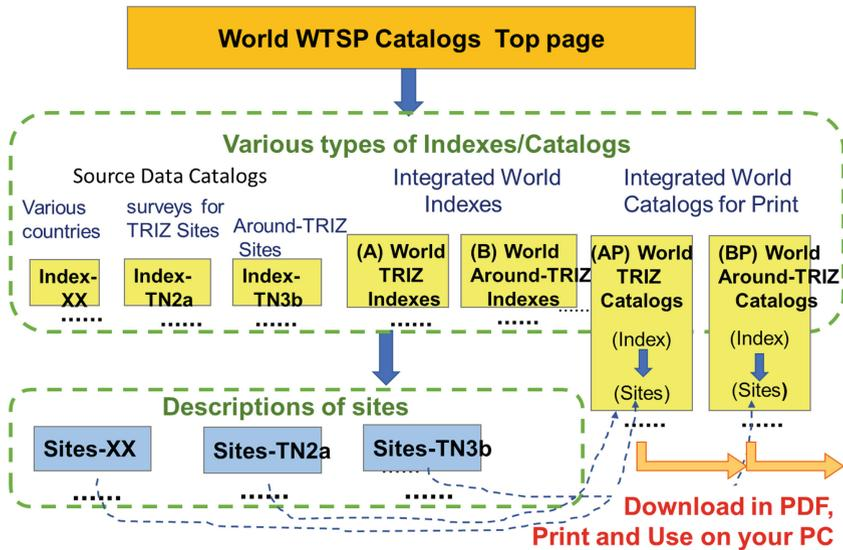 World WTSP Catalogs Top page
Various types of Indexes/Catalogs
Source Data Catalogs
Various
countries
surveys for
TRIZ Sites
Around-TRIZ
Sites
Integrated World
Indexes
Integrated World
Catalogs for Print
Index-
XX
......
Index-
TN2a
......
Index-
TN3b
......
(A) World
TRIZ
Indexes
......
(B) World
Around-TRIZ
Indexes
......
......
(AP) World
TRIZ
Catalogs
(Index)
(Sites)
......
(BP) World
Around-TRIZ
Catalogs
(Index)
(Sites)
......
Descriptions of sites
Sites-XX
.......
Sites-TN2a
.......
Sites-TN3b
.......
.......
Download in PDF,
Print and Use on your PC